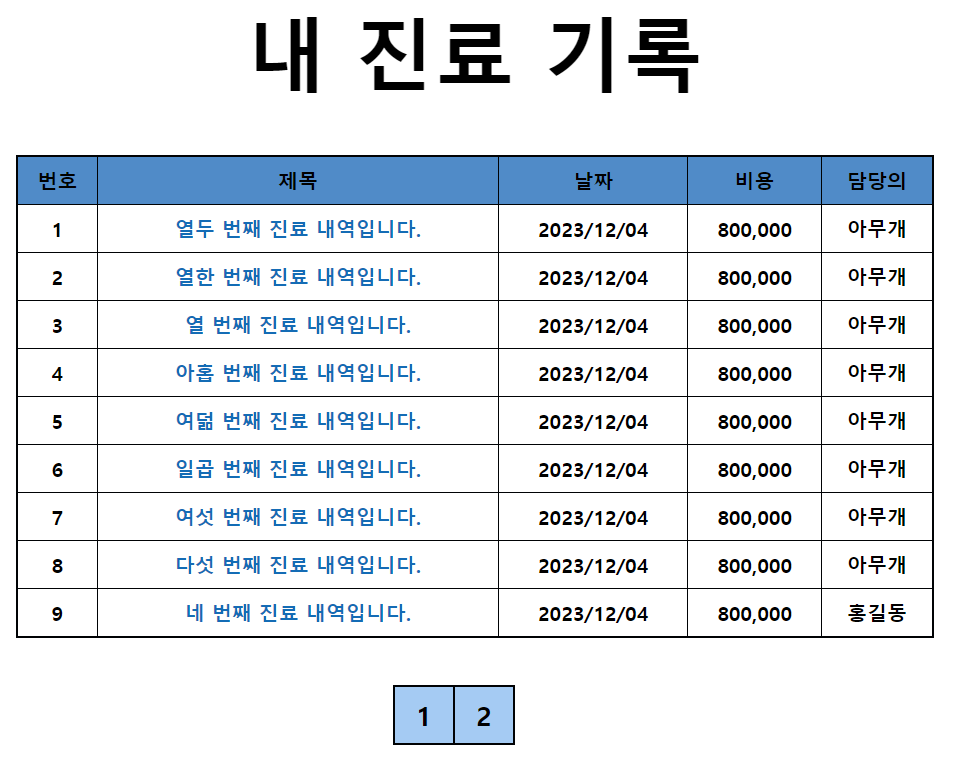 내 진료 기록
번호 제목 날짜 비용 담당의
1 열두 번째 진료 내역입니다. 2023/12/04 800,000 아무개
2 열한 번째 진료 내역입니다. 2023/12/04 800,000 아무개
3 열 번째 진료 내역입니다. 2023/12/04 800,000 아무개
4 아홉 번째 진료 내역입니다. 2023/12/04 800,000 아무개
5 여덟 번째 진료 내역입니다. 2023/12/04 800,000 아무개
6 일곱 번째 진료 내역입니다. 2023/12/04 800,000 아무개
7 여섯 번째 진료 내역입니다. 2023/12/04 800,000 아무개
8 다섯 번째 진료 내역입니다. 2023/12/04 800,000 아무개
9 네 번째 진료 내역입니다. 2023/12/04 800,000 홍길동
1 2